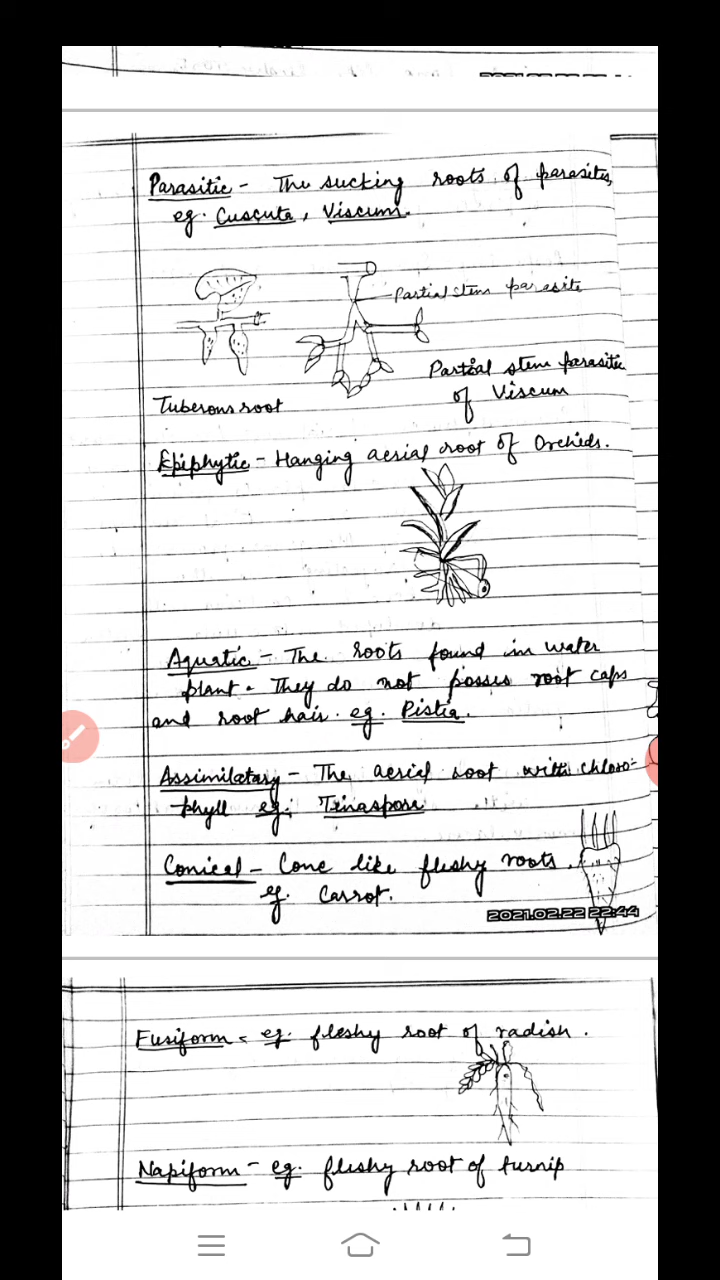 Parasitic - The sucking roots of parasites,
eg. Cuscuta, Viscum.
Partial stem parasite
Partial stem parasitic
of Viscum
Tuberous root
Epiphytic - Hanging aerial root of Orchids.
Aquatic - The roots found in water
plant. They do not posses root caps
and root hair. eg. Pistia.
Assimilatary - The aerial root with chloro-
phyll eg: Tinaspora
Conical - Cone like fleshy roots.
eg. Carrot.
2021.02.22 22:44
Fusiform - eg. fleshy root of radish.
Napiform - eg. fleshy root of turnip